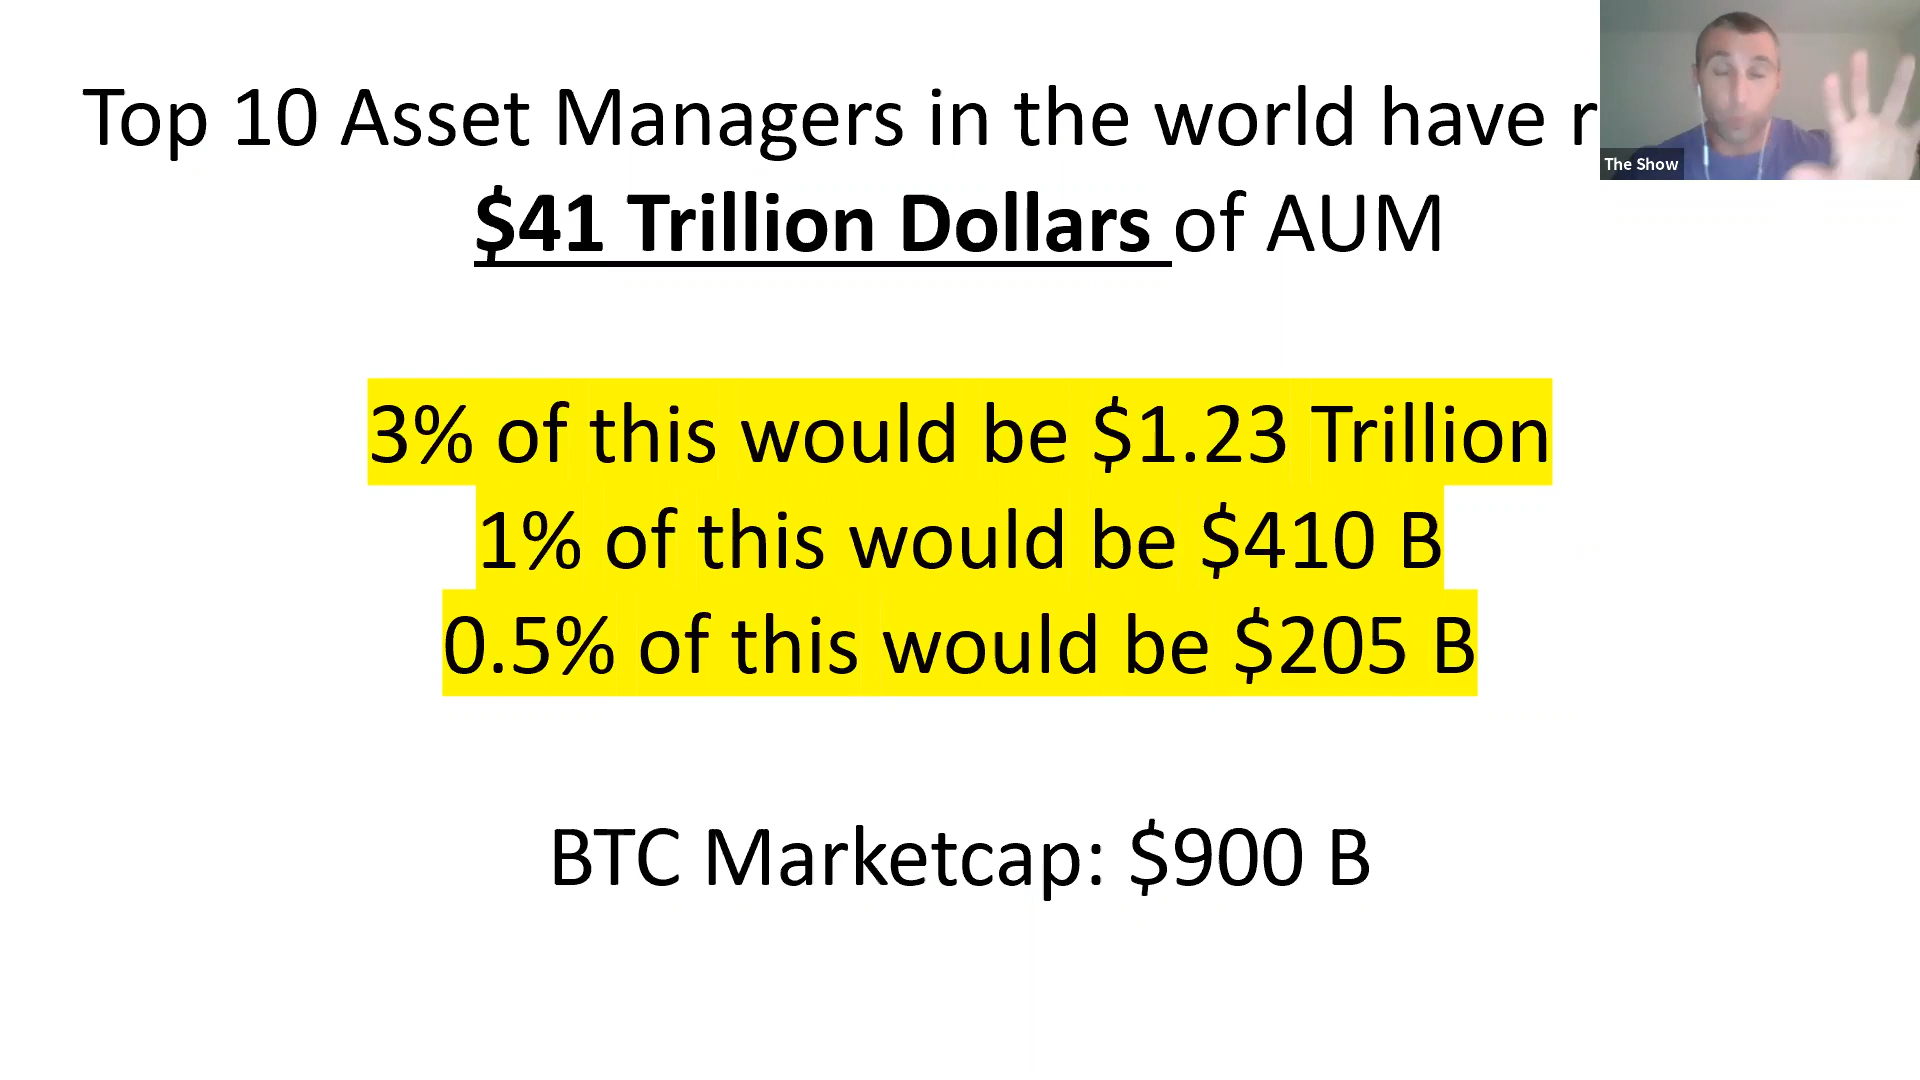 Top 10 Asset Managers in the world have
$41 Trillion Dollars of AUM
3% of this would be $1.23 Trillion
1% of this would be $410 B
0.5% of this would be $205 B
BTC Marketcap: $900 B
The Show